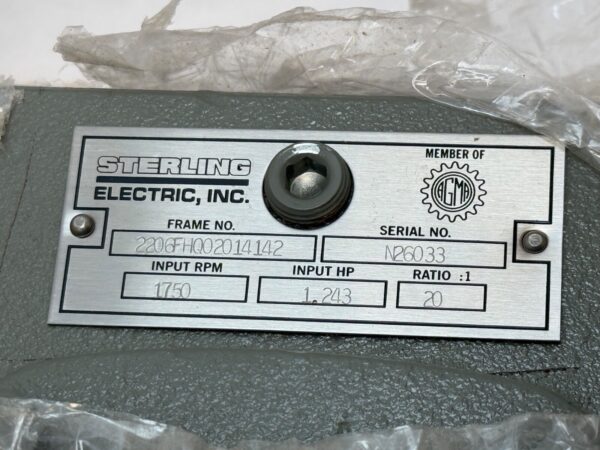 STERLING
ELECTRIC, INC.
MEMBER OF
AGMA
FRAME NO.
2206FHQ02014142
SERIAL NO.
N26033
INPUT RPM
1750
INPUT HP
1.243
RATIO :1
20